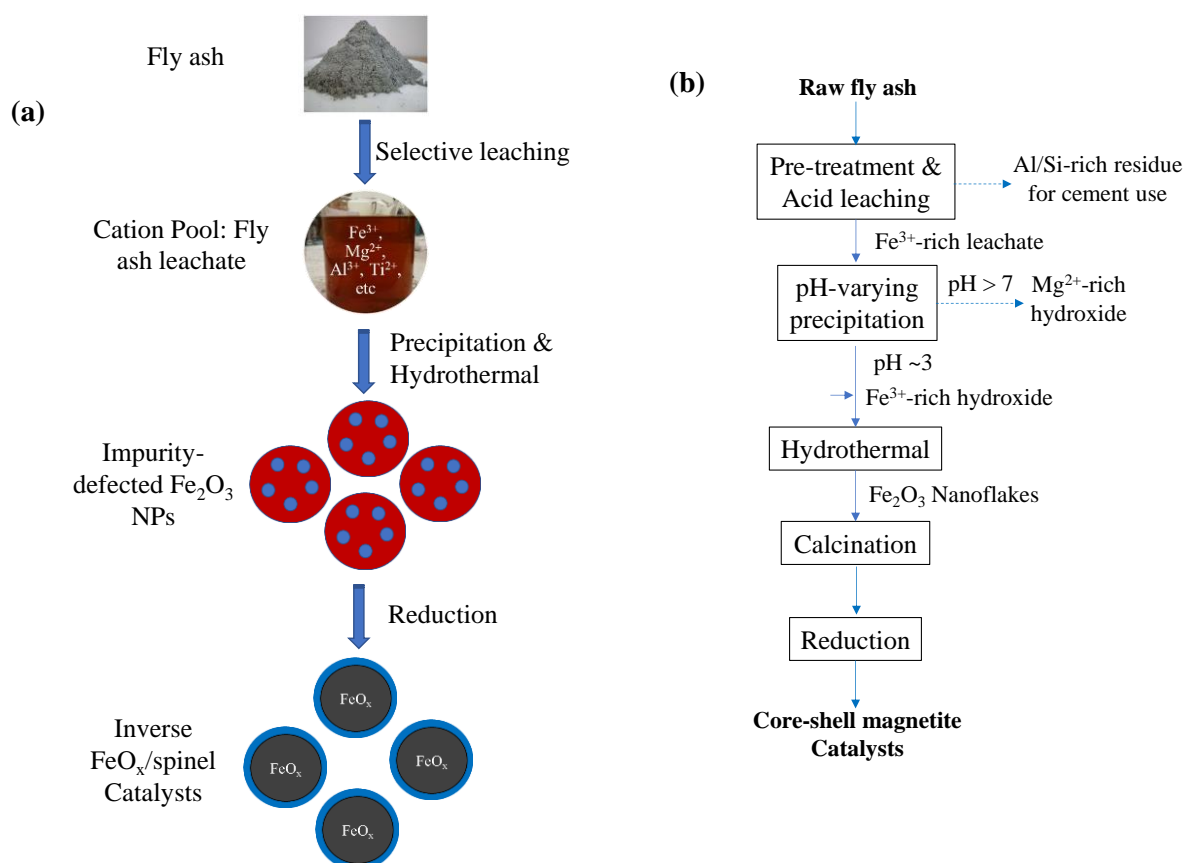 (a)
Fly ash
Selective leaching
Cation Pool: Fly
ash leachate
Fe³⁺,
Mg²⁺,
Al³⁺, Ti²⁺,
etc
Precipitation &
Hydrothermal
Impurity-
defected Fe₂O₃
NPs
Reduction
Inverse
FeOₓ/spinel
Catalysts
FeOₓ
FeOₓ
FeOₓ
FeOₓ
(b)
Raw fly ash
Pre-treatment &
Acid leaching
Al/Si-rich residue
for cement use
Fe³⁺-rich leachate
pH-varying
precipitation
pH > 7
Mg²⁺-rich
hydroxide
pH ~3
Fe³⁺-rich hydroxide
Hydrothermal
Fe₂O₃ Nanoflakes
Calcination
Reduction
Core-shell magnetite
Catalysts